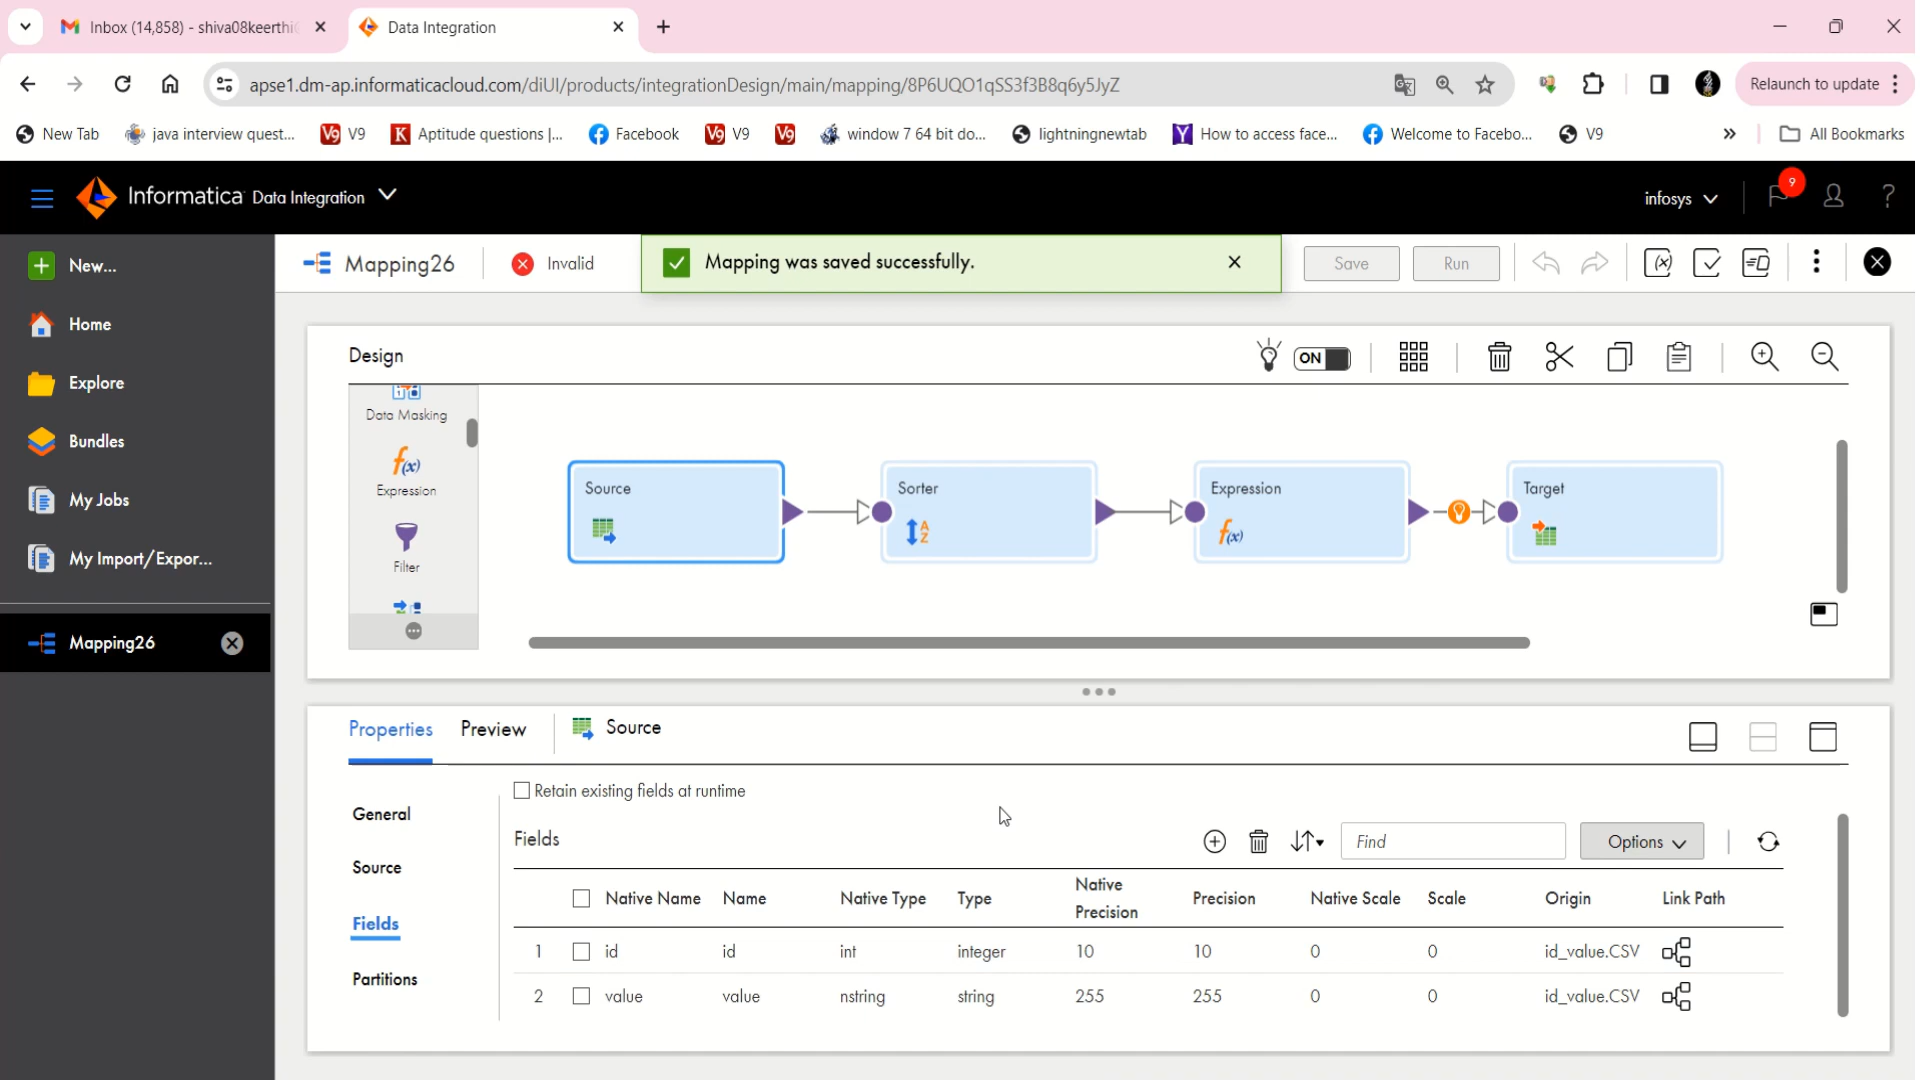 Inbox (14,858) - shiva08keerthi
Data Integration
apse1.dm-ap.informaticacloud.com/diUI/products/integrationDesign/main/mapping/8P6UQO1qSS3f3B8q6y5JyZ
Relaunch to update
New Tab
java interview quest...
V9 V9
K Aptitude questions |...
Facebook
V9 V9
V9
window 7 64 bit do...
lightningnewtab
Y How to access face...
Welcome to Facebo...
V9
»
All Bookmarks
Informatica Data Integration
infosys
9
?
New...
Home
Explore
Bundles
My Jobs
My Import/Expor...
Mapping26
Mapping26
Invalid
Mapping was saved successfully.
Save
Run
Design
ON
Data Masking
f(x)
Expression
Filter
Source
Sorter
A
Z
Expression
f(x)
Target
Properties
Preview
Source
General
Source
Fields
Partitions
Retain existing fields at runtime
Fields
Find
Options
Native Name Name Native Type Type Native Precision Precision Native Scale Scale Origin Link Path
1 id id int integer 10 10 0 0 id_value.CSV
2 value value nstring string 255 255 0 0 id_value.CSV